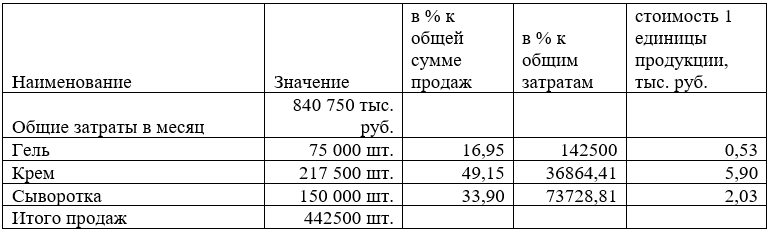 Наименование Значение в % к общей сумме продаж в % к общим затратам стоимость 1 единицы продукции, тыс. руб.
Общие затраты в месяц 840 750 тыс. руб.
Гель 75 000 шт. 16,95 142500 0,53
Крем 217 500 шт. 49,15 36864,41 5,90
Сыворотка 150 000 шт. 33,90 73728,81 2,03
Итого продаж 442500 шт.